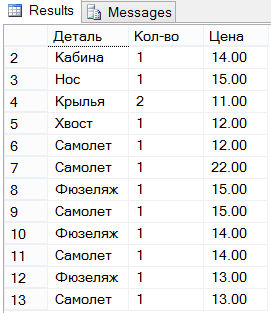 Results Messages
Деталь Кол-во Цена
2 Кабина 1 14.00
3 Нос 1 15.00
4 Крылья 2 11.00
5 Хвост 1 12.00
6 Самолет 1 12.00
7 Самолет 1 22.00
8 Фюзеляж 1 15.00
9 Самолет 1 15.00
10 Фюзеляж 1 14.00
11 Самолет 1 14.00
12 Фюзеляж 1 13.00
13 Самолет 1 13.00